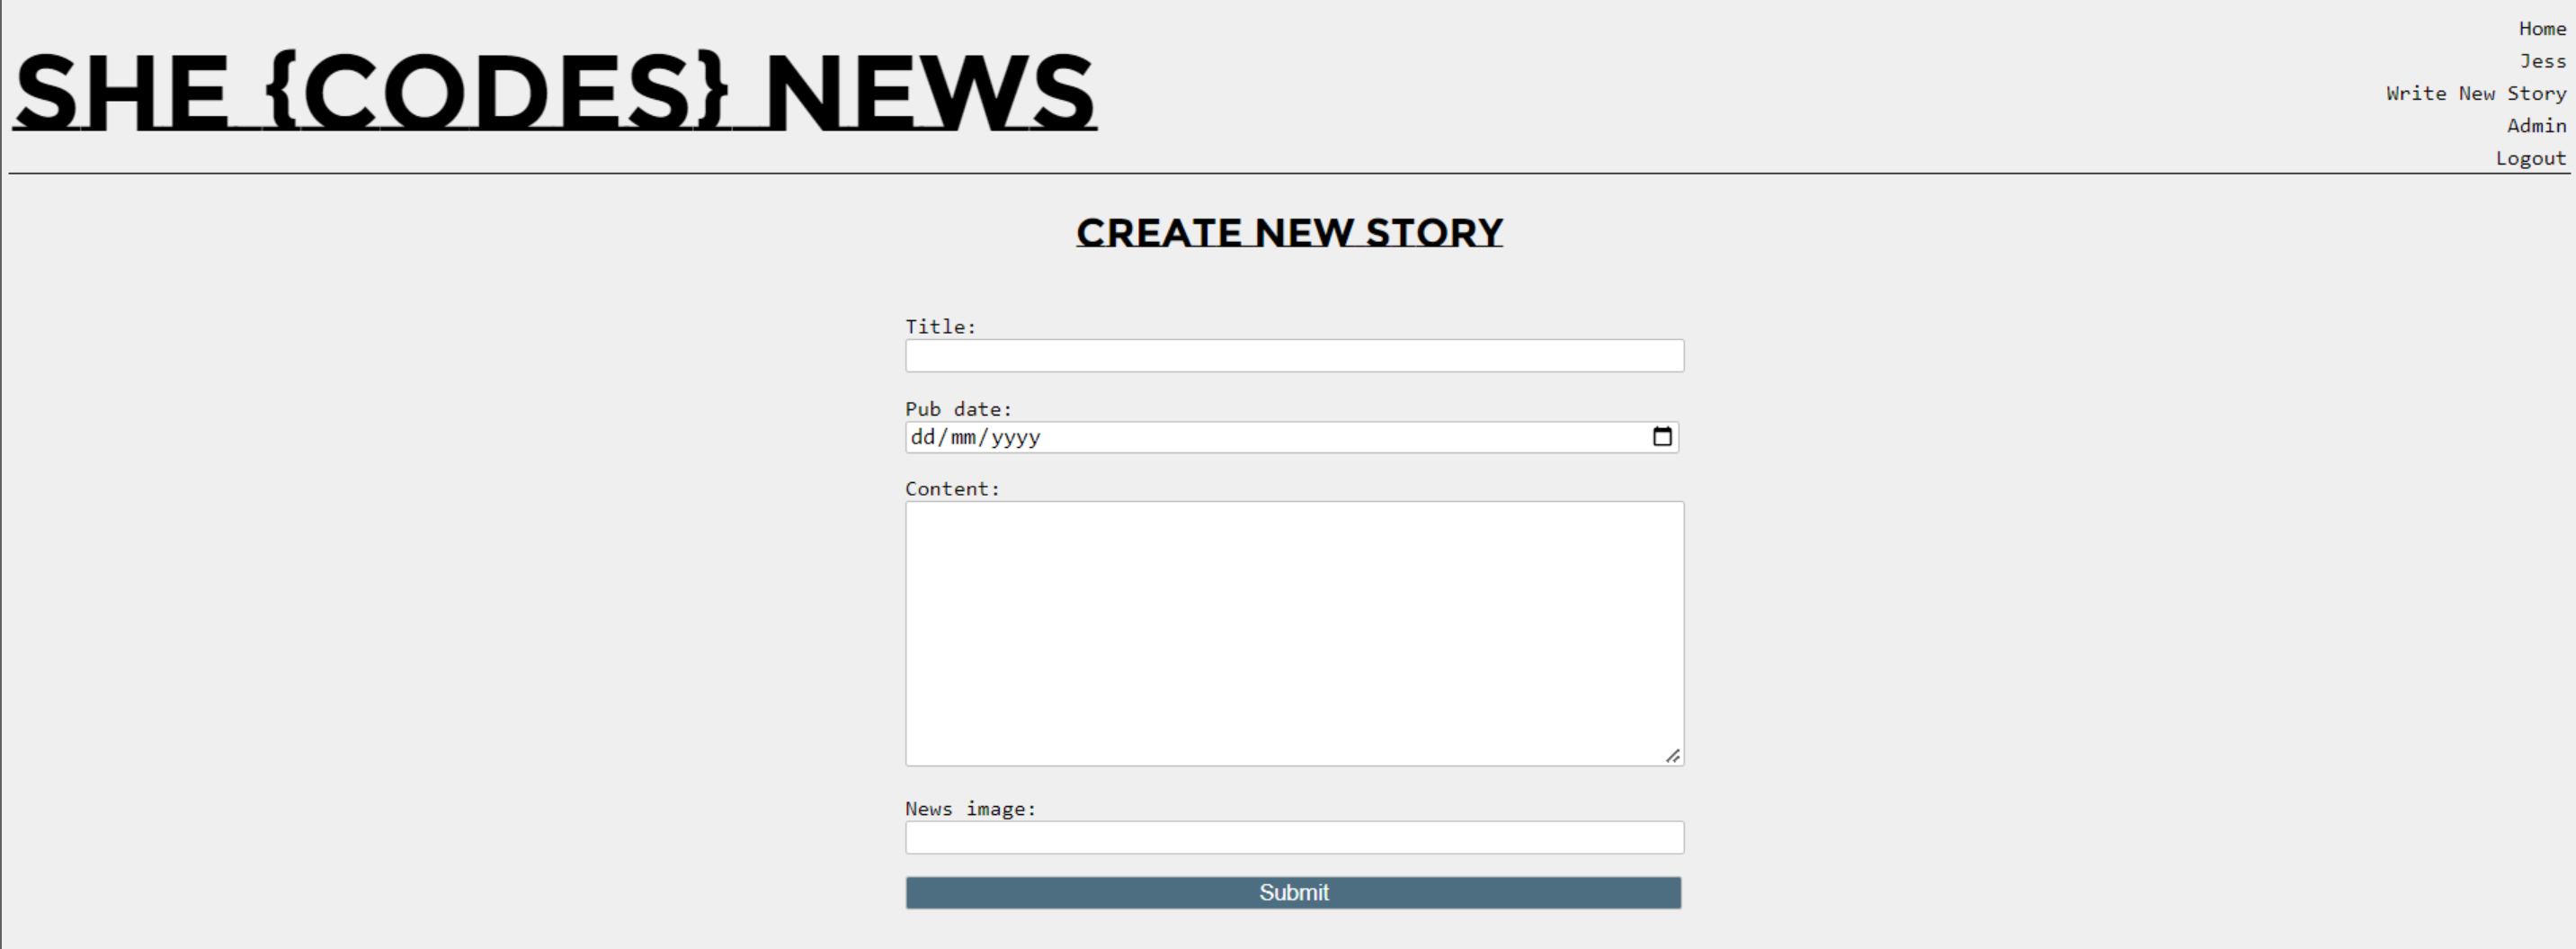 SHE {CODES} NEWS
Home
Jess
Write New Story
Admin
Logout
CREATE NEW STORY
Title:
Pub date:
dd/mm/yyyy
Content:
News image:
Submit